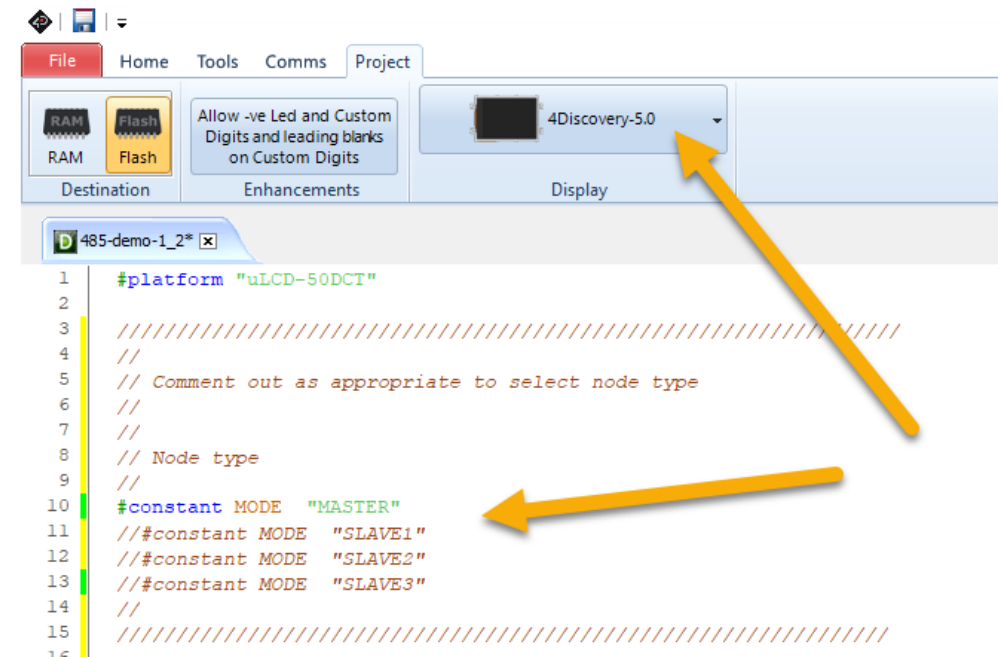 File Home Tools Comms Project
RAM Flash
RAM Flash
Destination
Allow -ve Led and Custom
Digits and leading blanks
on Custom Digits
Enhancements
4Discovery-5.0
Display
D 485-demo-1_2*
1 #platform "uLCD-50DCT"
2
3 //////////////////////////////////////////////////////////////////
4 //
5 // Comment out as appropriate to select node type
6 //
7 //
8 // Node type
9 //
10 #constant MODE "MASTER"
11 //#constant MODE "SLAVE1"
12 //#constant MODE "SLAVE2"
13 //#constant MODE "SLAVE3"
14 //
15 /////////////////////////////////////////////////////////////////